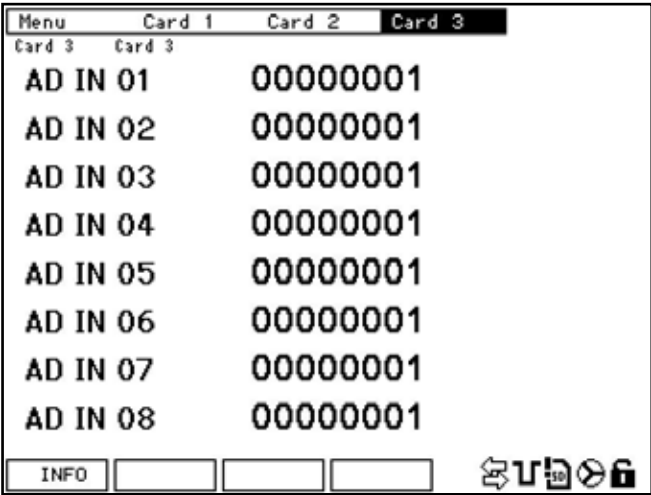 Menu Card 1 Card 2 Card 3
Card 3 Card 3
AD IN 01 00000001
AD IN 02 00000001
AD IN 03 00000001
AD IN 04 00000001
AD IN 05 00000001
AD IN 06 00000001
AD IN 07 00000001
AD IN 08 00000001
INFO SD